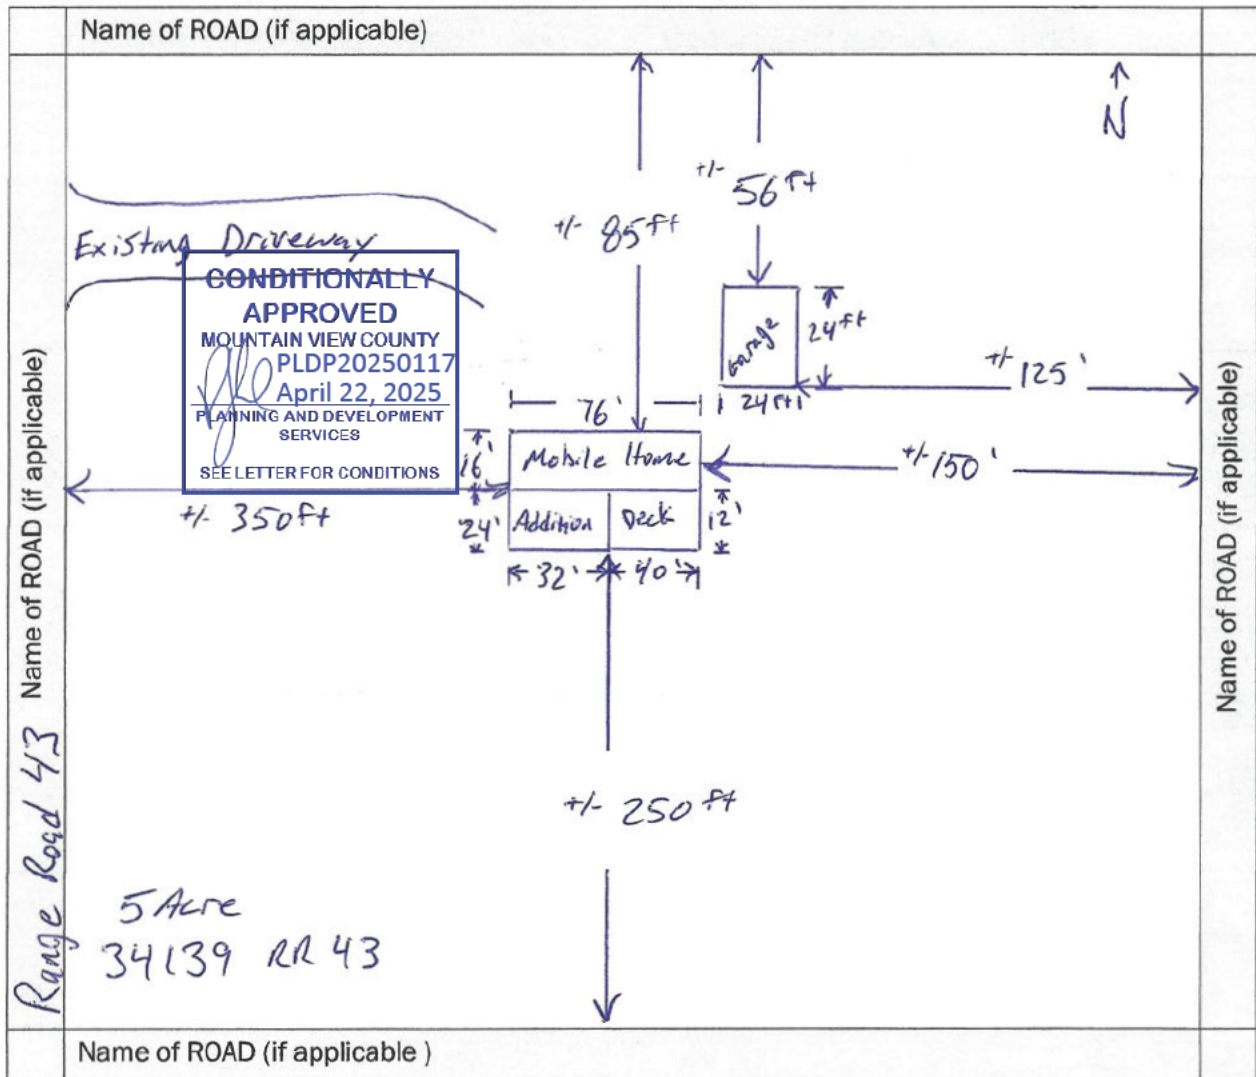 Name of ROAD (if applicable)
N
+/- 56 ft
+/- 85 ft
Existing Driveway
CONDITIONALLY
APPROVED
MOUNTAIN VIEW COUNTY
PLDP20250117
April 22, 2025
PLANNING AND DEVELOPMENT
SERVICES
SEE LETTER FOR CONDITIONS
Garage
24 ft
24 ft
+/- 125'
76'
16'
Mobile Home
+/- 150'
+/- 350 ft
24'
Addition
Deck
12'
32'
40'
+/- 250 ft
5 Acre
34139 RR 43
Range Road 43
Name of ROAD (if applicable)
Name of ROAD (if applicable)
Name of ROAD (if applicable )